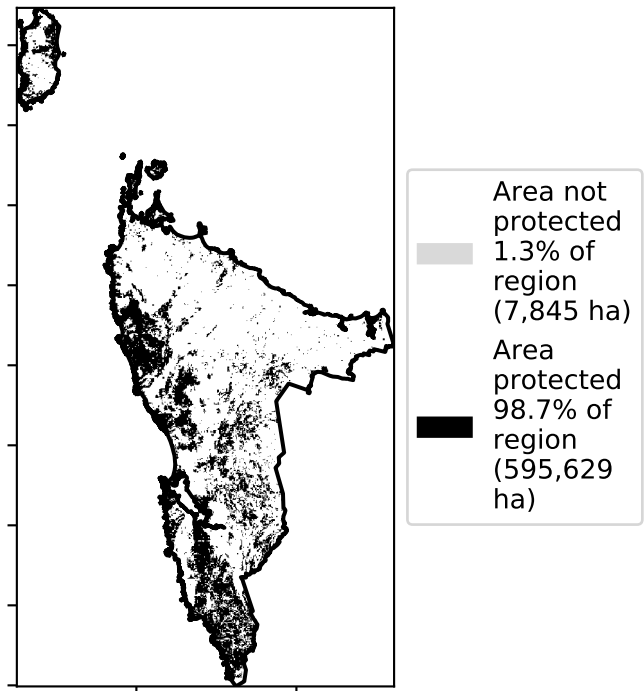 Area not
protected
1.3% of
region
(7,845 ha)
Area
protected
98.7% of
region
(595,629
ha)